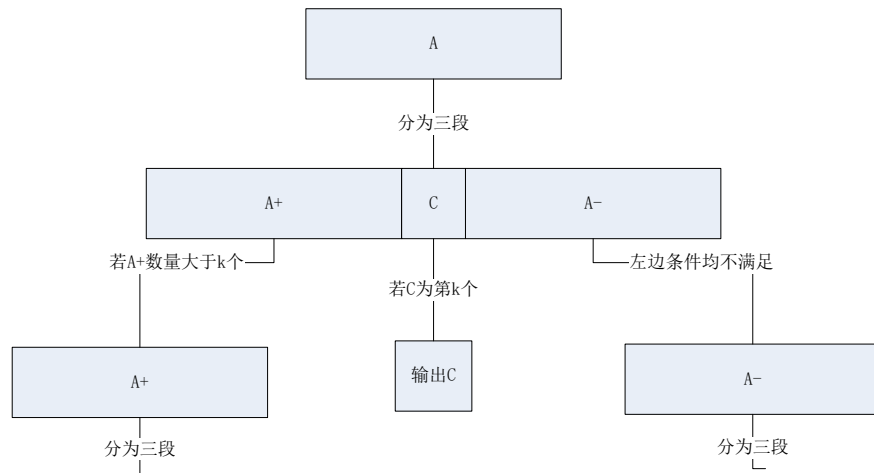 A
分为三段
A+
C
A-
若A+数量大于k个
左边条件均不满足
若C为第k个
A+
输出C
A-
分为三段
分为三段